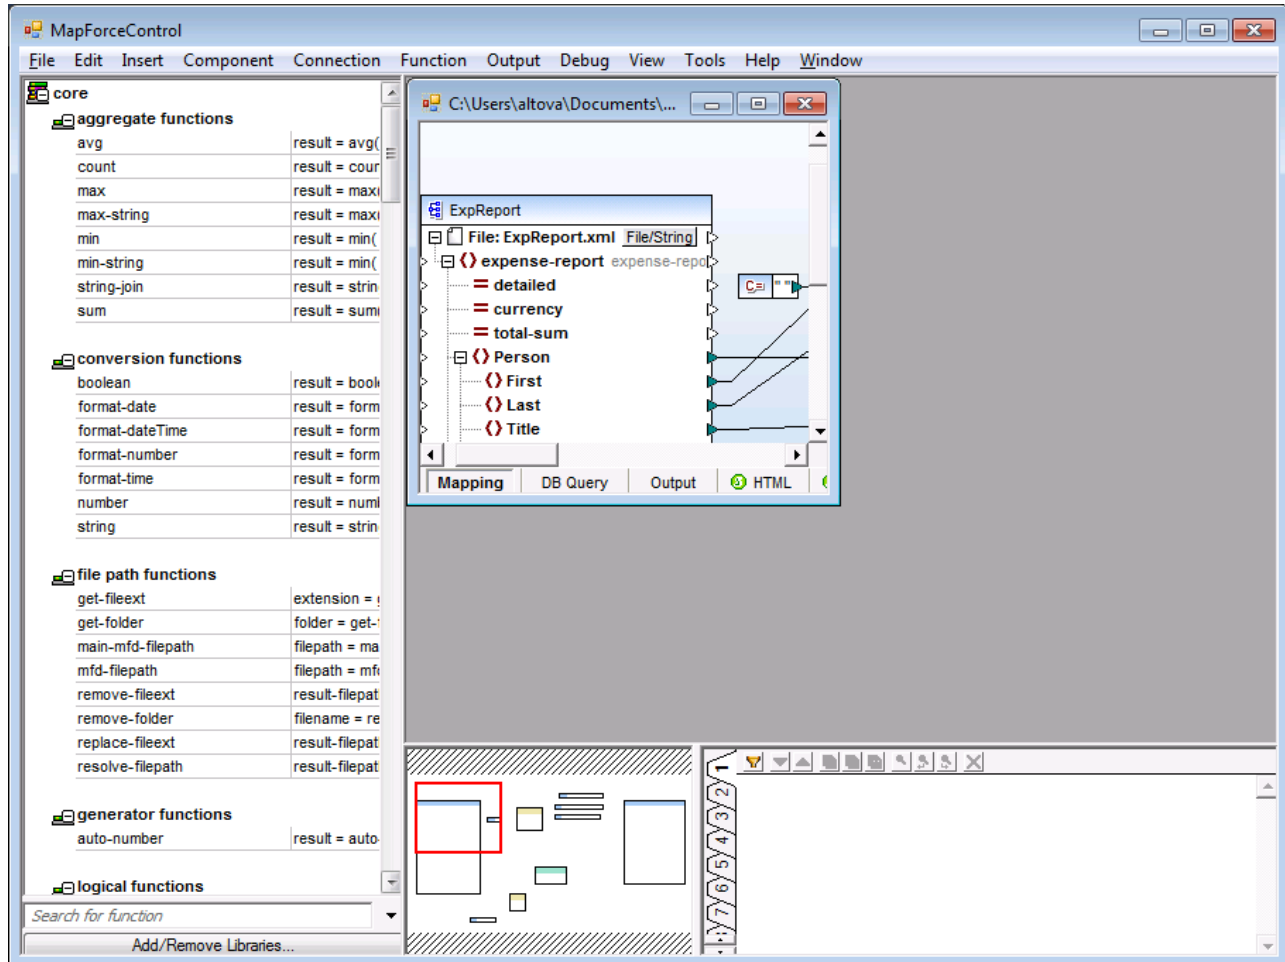 MapForceControl
File Edit Insert Component Connection Function Output Debug View Tools Help Window
core
aggregate functions
avg result = avg(
count result = cour
max result = max
max-string result = max
min result = min(
min-string result = min(
string-join result = strin
sum result = sum
conversion functions
boolean result = bool
format-date result = form
format-dateTime result = form
format-number result = form
format-time result = form
number result = num
string result = strin
file path functions
get-fileext extension =
get-folder folder = get-
main-mfd-filepath filepath = ma
mfd-filepath filepath = mf
remove-fileext result-filepat
remove-folder filename = re
replace-fileext result-filepat
resolve-filepath result-filepat
generator functions
auto-number result = auto
logical functions
Search for function
Add/Remove Libraries...
C:\Users\altova\Documents\...
ExpReport
File: ExpReport.xml File/String
expense-report expense-repo
detailed
currency
total-sum
Person
First
Last
Title
C= " "
Mapping DB Query Output HTML
1 2 3 4 5 6 7